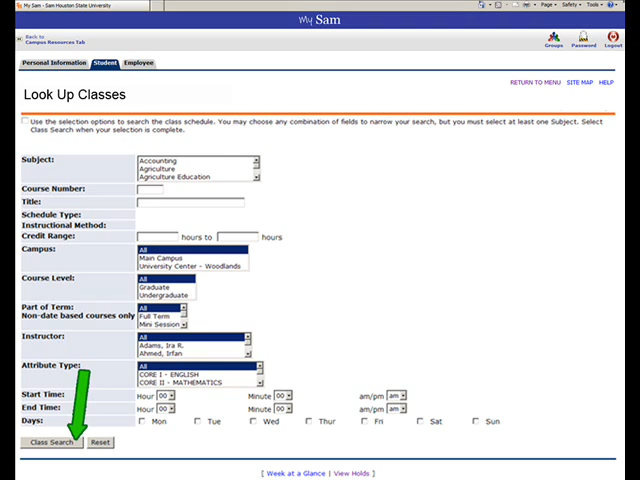 My Sam - Sam Houston State University
Page Safety Tools
My Sam
Back to
Campus Resources Tab
Groups Password Logout
Personal Information Student Employee
RETURN TO MENU SITE MAP HELP
Look Up Classes
Use the selection options to search the class schedule. You may choose any combination of fields to narrow your search, but you must select at least one Subject. Select
Class Search when your selection is complete.
Subject: Accounting
Agriculture
Agriculture Education
Course Number:
Title:
Schedule Type:
Instructional Method:
Credit Range: hours to hours
Campus: All
Main Campus
University Center - Woodlands
Course Level: All
Graduate
Undergraduate
Part of Term: All
Non-date based courses only Full Term
Mini Session
Instructor: All
Adams, Ira R.
Ahmed, Irfan
Attribute Type: All
CORE I - ENGLISH
CORE II - MATHEMATICS
Start Time: Hour 00 Minute 00 am/pm am
End Time: Hour 00 Minute 00 am/pm am
Days: Mon Tue Wed Thur Fri Sat Sun
Class Search Reset
[ Week at a Glance | View Holds ]